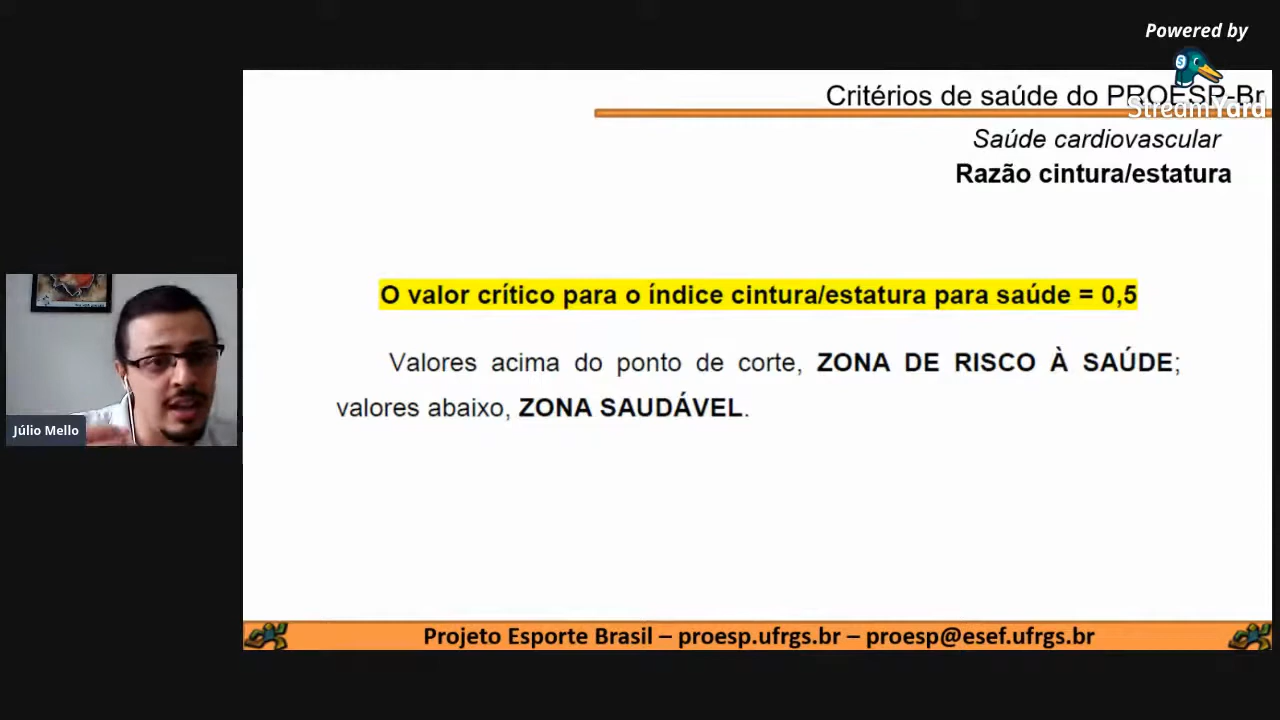 Powered by
StreamYard
Critérios de saúde do PROESP-Br
Saúde cardiovascular
Razão cintura/estatura
O valor crítico para o índice cintura/estatura para saúde = 0,5
Valores acima do ponto de corte, ZONA DE RISCO À SAÚDE;
valores abaixo, ZONA SAUDÁVEL.
Júlio Mello
Projeto Esporte Brasil – proesp.ufrgs.br – proesp@esef.ufrgs.br